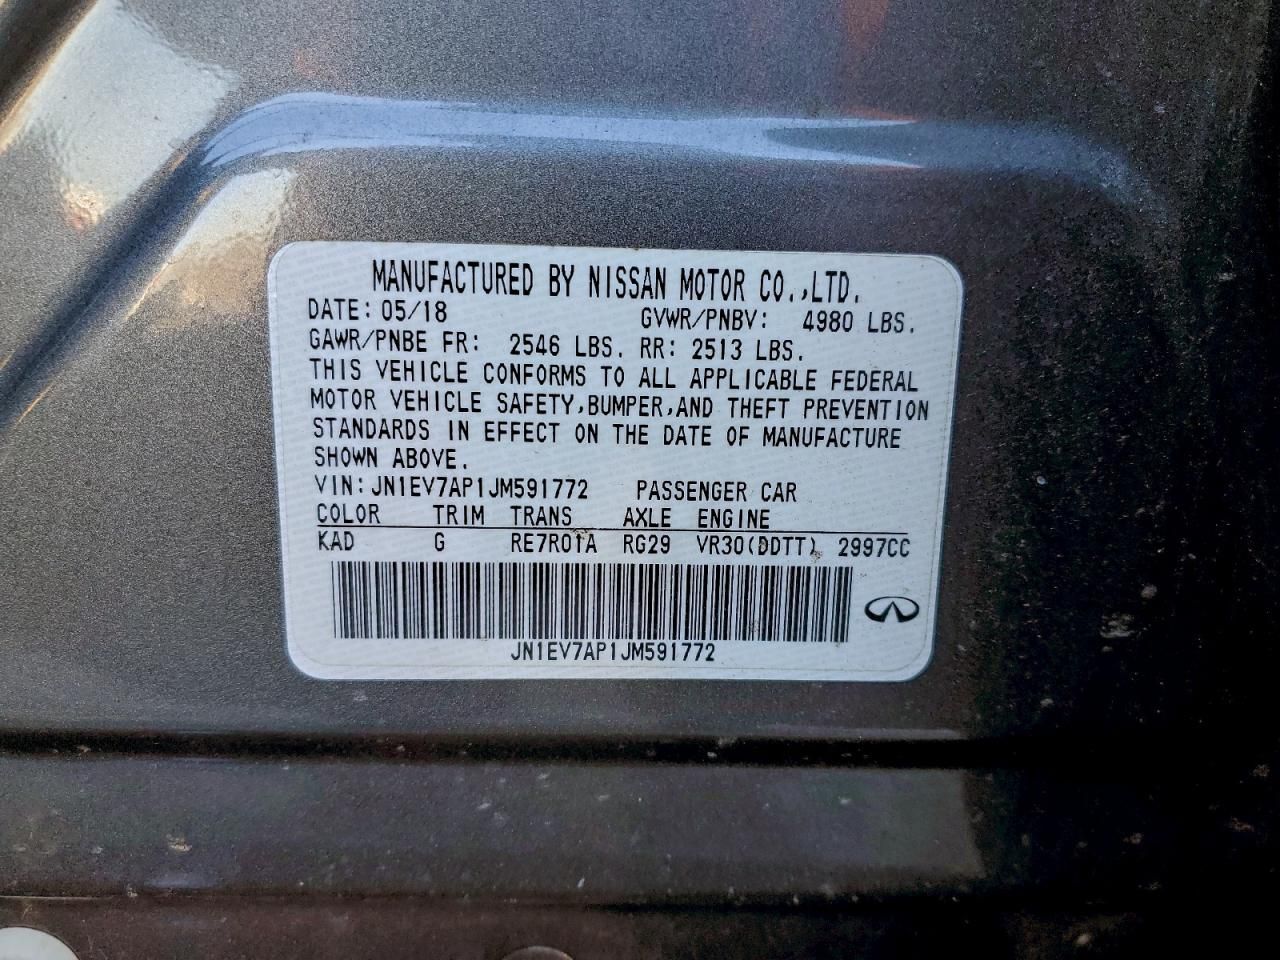 MANUFACTURED BY NISSAN MOTOR CO.,LTD.
DATE: 05/18 GVWR/PNBV: 4980 LBS.
GAWR/PNBE FR: 2546 LBS. RR: 2513 LBS.
THIS VEHICLE CONFORMS TO ALL APPLICABLE FEDERAL
MOTOR VEHICLE SAFETY,BUMPER,AND THEFT PREVENTION
STANDARDS IN EFFECT ON THE DATE OF MANUFACTURE
SHOWN ABOVE.
VIN: JN1EV7AP1JM591772 PASSENGER CAR
COLOR TRIM TRANS AXLE ENGINE
KAD G RE7R01A RG29 VR30(DDTT) 2997CC
JN1EV7AP1JM591772